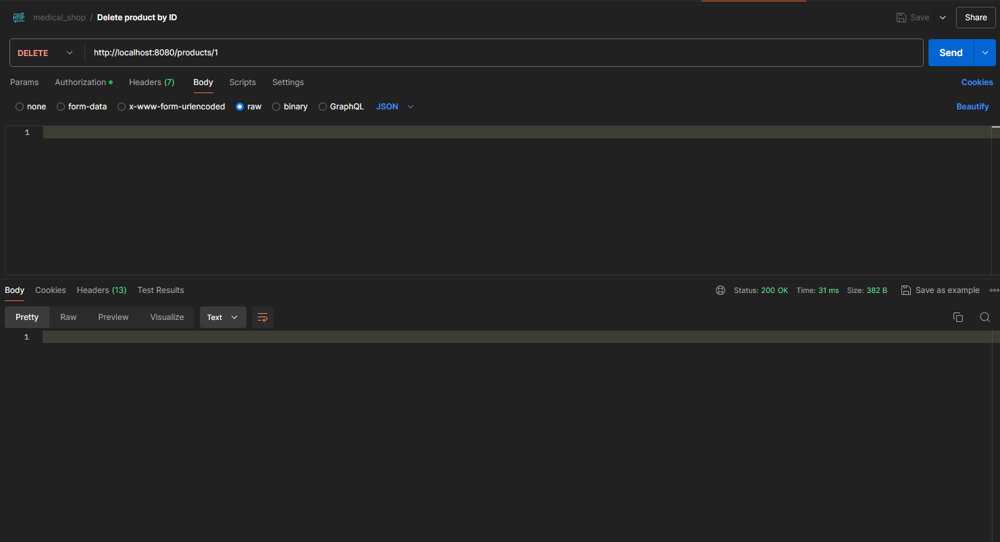 HTTP medical_shop / Delete product by ID Save Share
DELETE http://localhost:8080/products/1 Send
Params Authorization Headers (7) Body Scripts Settings Cookies
none form-data x-www-form-urlencoded raw binary GraphQL JSON Beautify
1
Body Cookies Headers (13) Test Results Status: 200 OK Time: 31 ms Size: 382 B Save as example
Pretty Raw Preview Visualize Text
1